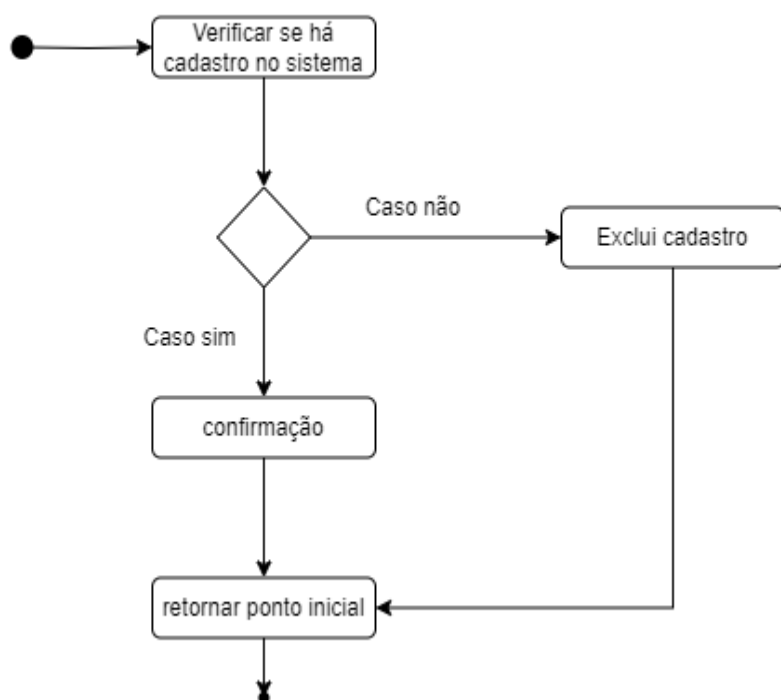 Verificar se há
cadastro no sistema
Caso não
Exclui cadastro
Caso sim
confirmação
retornar ponto inicial